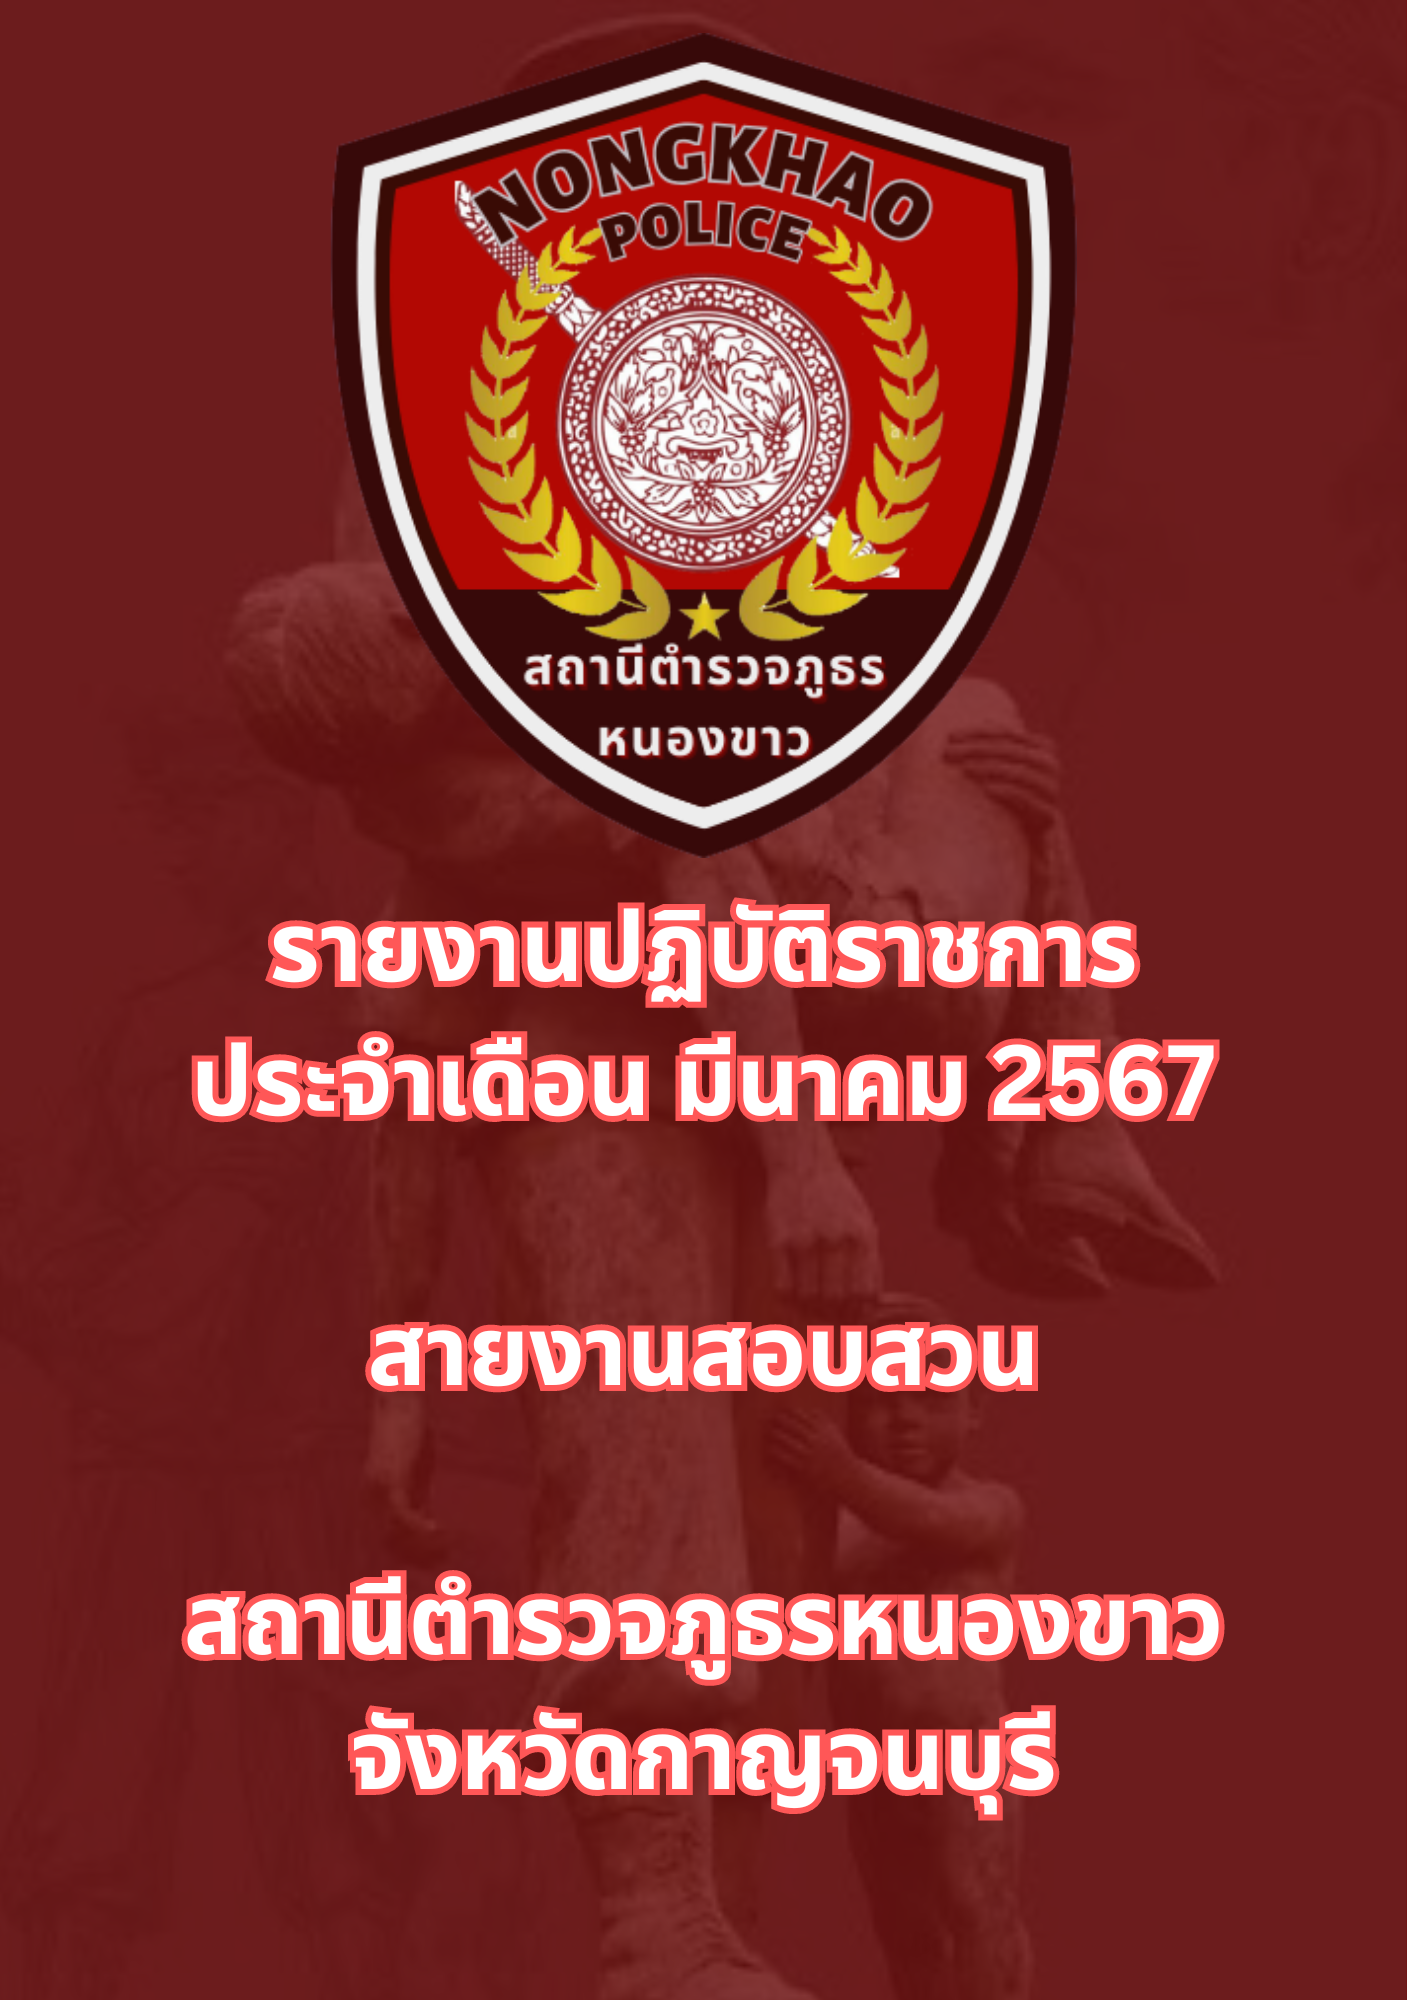 NONGKHAO
POLICE
สถานีตำรวจภูธร
หนองขาว
รายงานปฏิบัติราชการ
ประจำเดือน มีนาคม 2567
สายงานสอบสวน
สถานีตำรวจภูธรหนองขาว
จังหวัดกาญจนบุรี